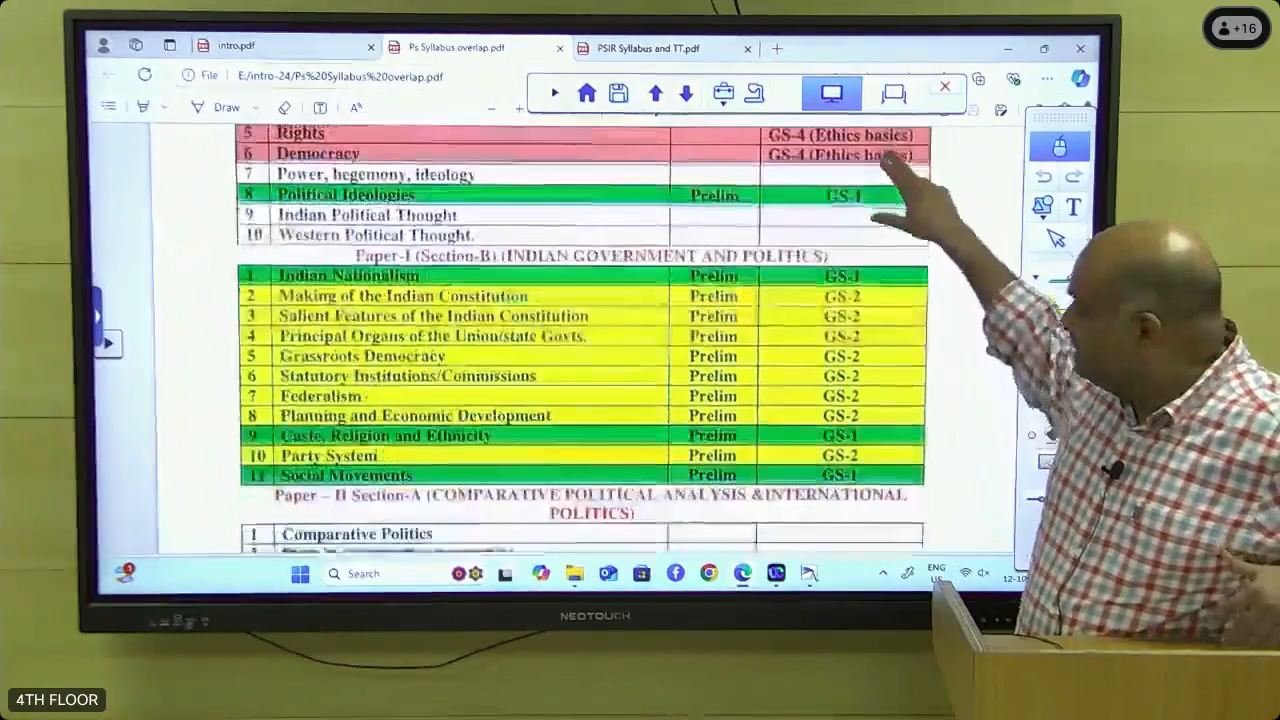 +16
intro.pdf
Ps Syllabus overlap.pdf
PSIR Syllabus and TT.pdf
File E:/intro-24/Ps%20Syllabus%20overlap.pdf
Draw
5 Rights GS-4 (Ethics basics)
6 Democracy GS-4 (Ethics basics)
7 Power, hegemony, ideology
8 Political Ideologies Prelim GS-1
9 Indian Political Thought
10 Western Political Thought.
Paper-I (Section-B) (INDIAN GOVERNMENT AND POLITICS)
1 Indian Nationalism Prelim GS-1
2 Making of the Indian Constitution Prelim GS-2
3 Salient Features of the Indian Constitution Prelim GS-2
4 Principal Organs of the Union/state Govts. Prelim GS-2
5 Grassroots Democracy Prelim GS-2
6 Statutory Institutions/Commissions Prelim GS-2
7 Federalism Prelim GS-2
8 Planning and Economic Development Prelim GS-2
9 Caste, Religion and Ethnicity Prelim GS-1
10 Party System Prelim GS-2
11 Social Movements Prelim GS-1
Paper – II Section-A (COMPARATIVE POLITICAL ANALYSIS &INTERNATIONAL
POLITICS)
1 Comparative Politics
Search
ENG
US
12-10
NEOTOUCH
4TH FLOOR